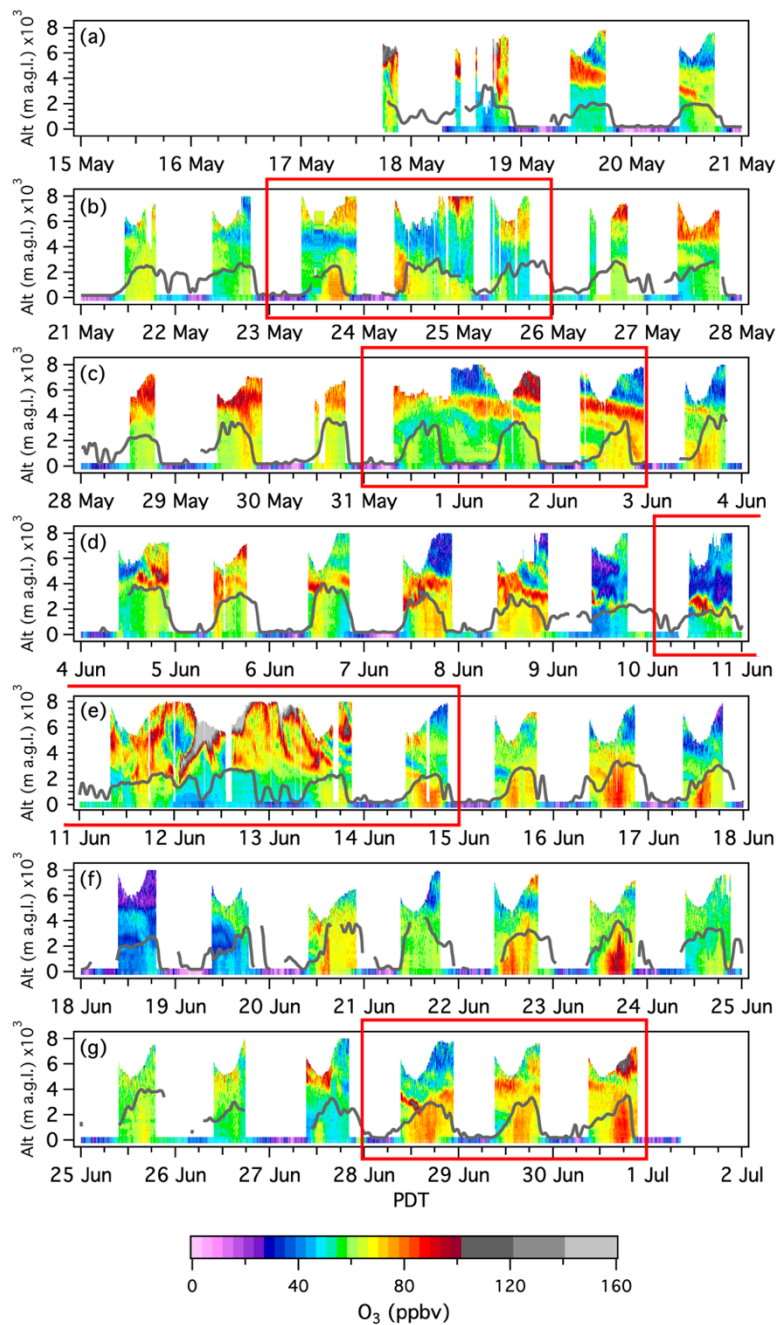 Alt (m a.g.l.) x10³
8
6
4
2
0
(a)
15 May 16 May 17 May 18 May 19 May 20 May 21 May
Alt (m a.g.l.) x10³
8
6
4
2
0
(b)
21 May 22 May 23 May 24 May 25 May 26 May 27 May 28 May
Alt (m a.g.l.) x10³
8
6
4
2
0
(c)
28 May 29 May 30 May 31 May 1 Jun 2 Jun 3 Jun 4 Jun
Alt (m a.g.l.) x10³
8
6
4
2
0
(d)
4 Jun 5 Jun 6 Jun 7 Jun 8 Jun 9 Jun 10 Jun 11 Jun
Alt (m a.g.l.) x10³
8
6
4
2
0
(e)
11 Jun 12 Jun 13 Jun 14 Jun 15 Jun 16 Jun 17 Jun 18 Jun
Alt (m a.g.l.) x10³
8
6
4
2
0
(f)
18 Jun 19 Jun 20 Jun 21 Jun 22 Jun 23 Jun 24 Jun 25 Jun
Alt (m a.g.l.) x10³
8
6
4
2
0
(g)
25 Jun 26 Jun 27 Jun 28 Jun 29 Jun 30 Jun 1 Jul 2 Jul
PDT
0 40 80 120 160
O₃ (ppbv)